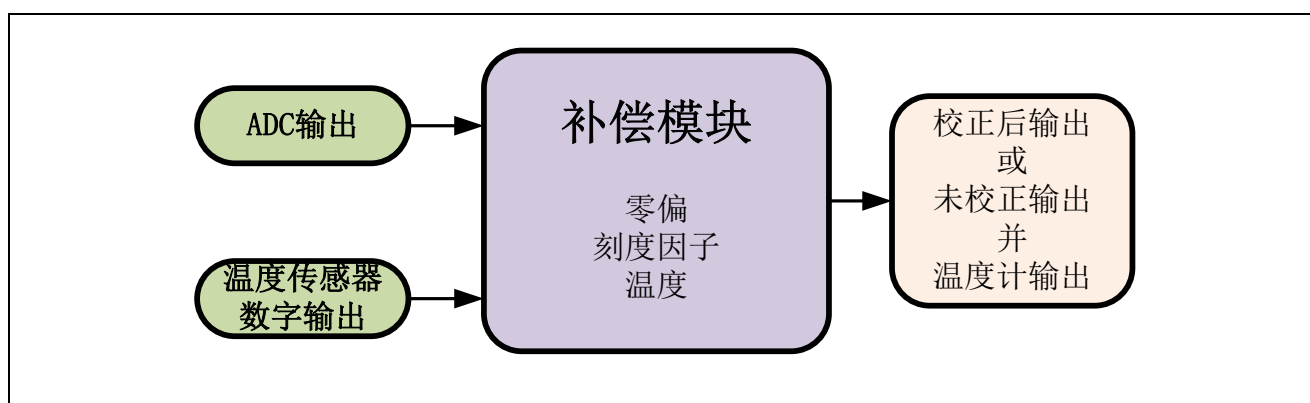 ADC输出
温度传感器
数字输出
补偿模块
零偏
刻度因子
温度
校正后输出
或
未校正输出
并
温度计输出